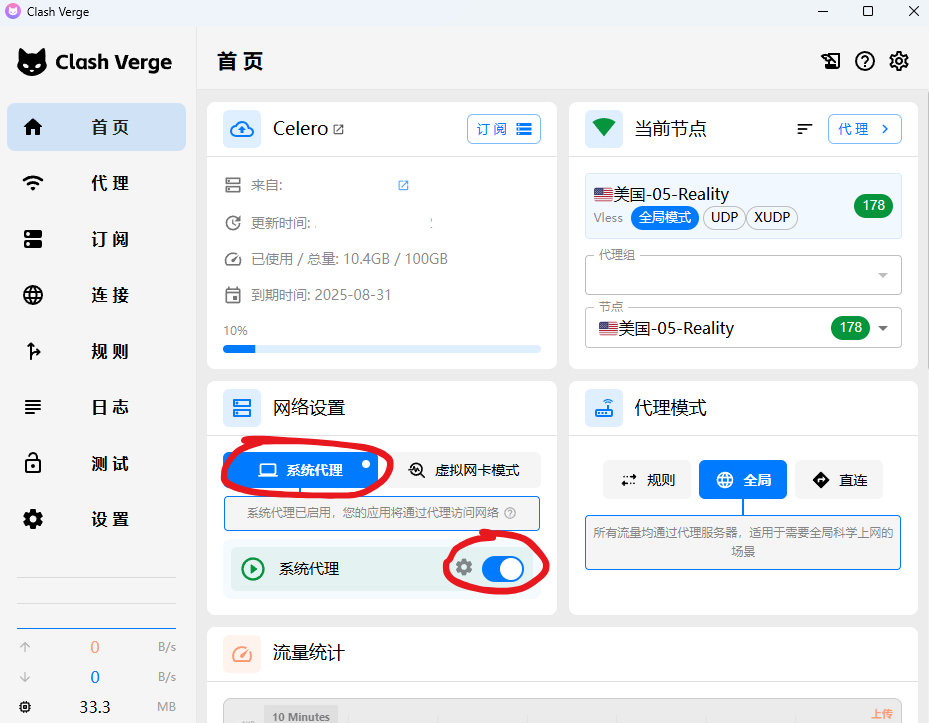 Clash Verge
Clash Verge
首 页
首 页
代 理
订 阅
连 接
规 则
日 志
测 试
设 置
0 B/s
0 B/s
33.3 MB
Celero
订 阅
来自:
更新时间:
已使用 / 总量: 10.4GB / 100GB
到期时间: 2025-08-31
10%
当前节点
代 理
美国-05-Reality
Vless 全局模式 UDP XUDP
178
代理组
节点
美国-05-Reality 178
网络设置
系统代理 虚拟网卡模式
系统代理已启用，您的应用将通过代理访问网络
系统代理
代理模式
规则 全局 直连
所有流量均通过代理服务器，适用于需要全局科学上网的
场景
流量统计
10 Minutes
上传